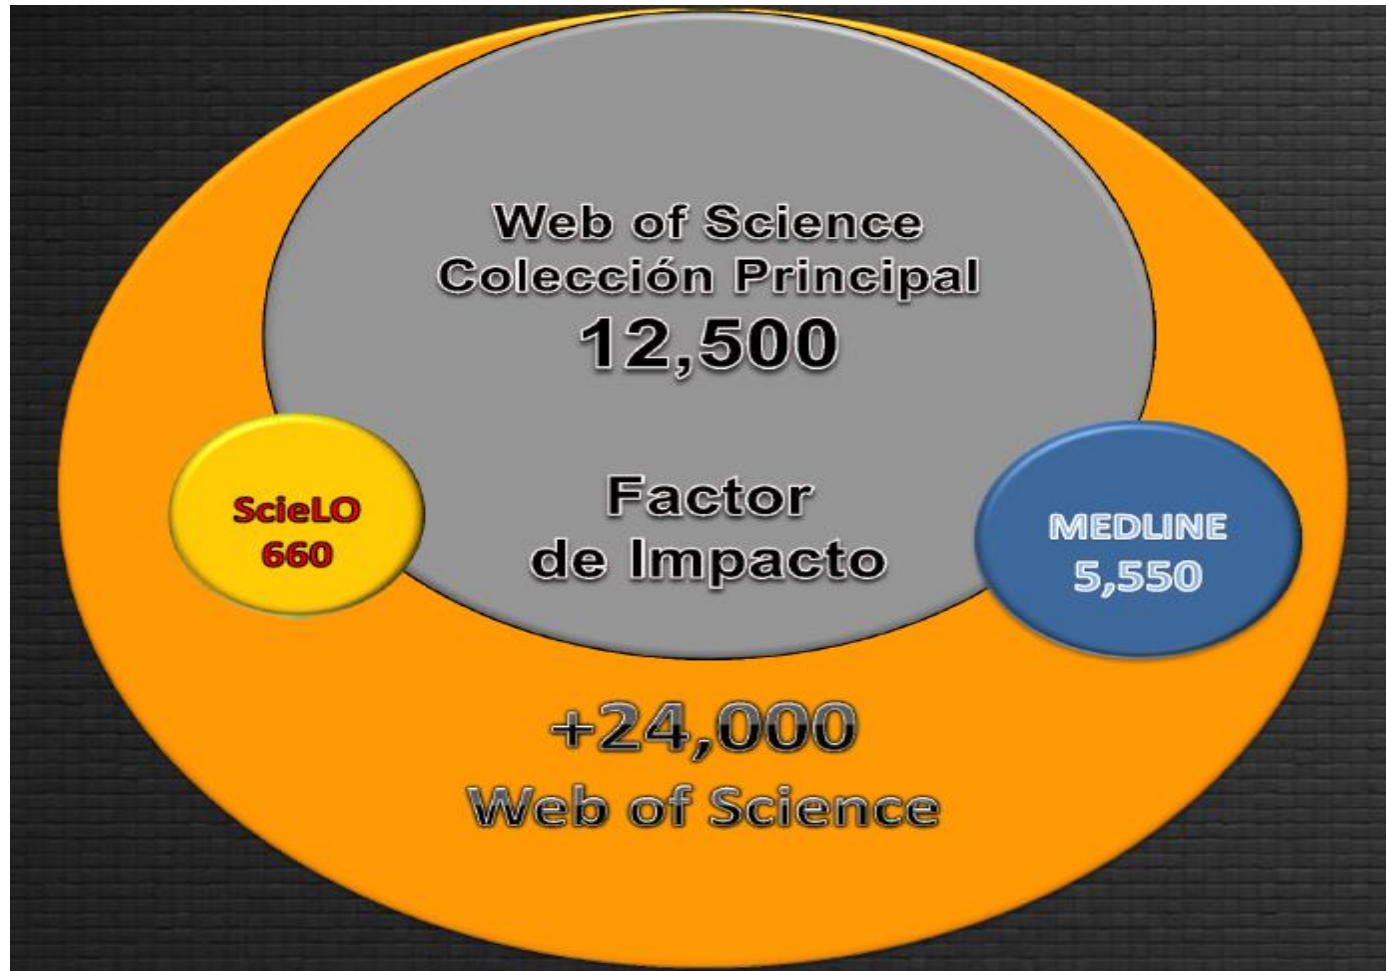 Web of Science
Colección Principal
12,500
Factor
de Impacto
ScieLO
660
MEDLINE
5,550
+24,000
Web of Science